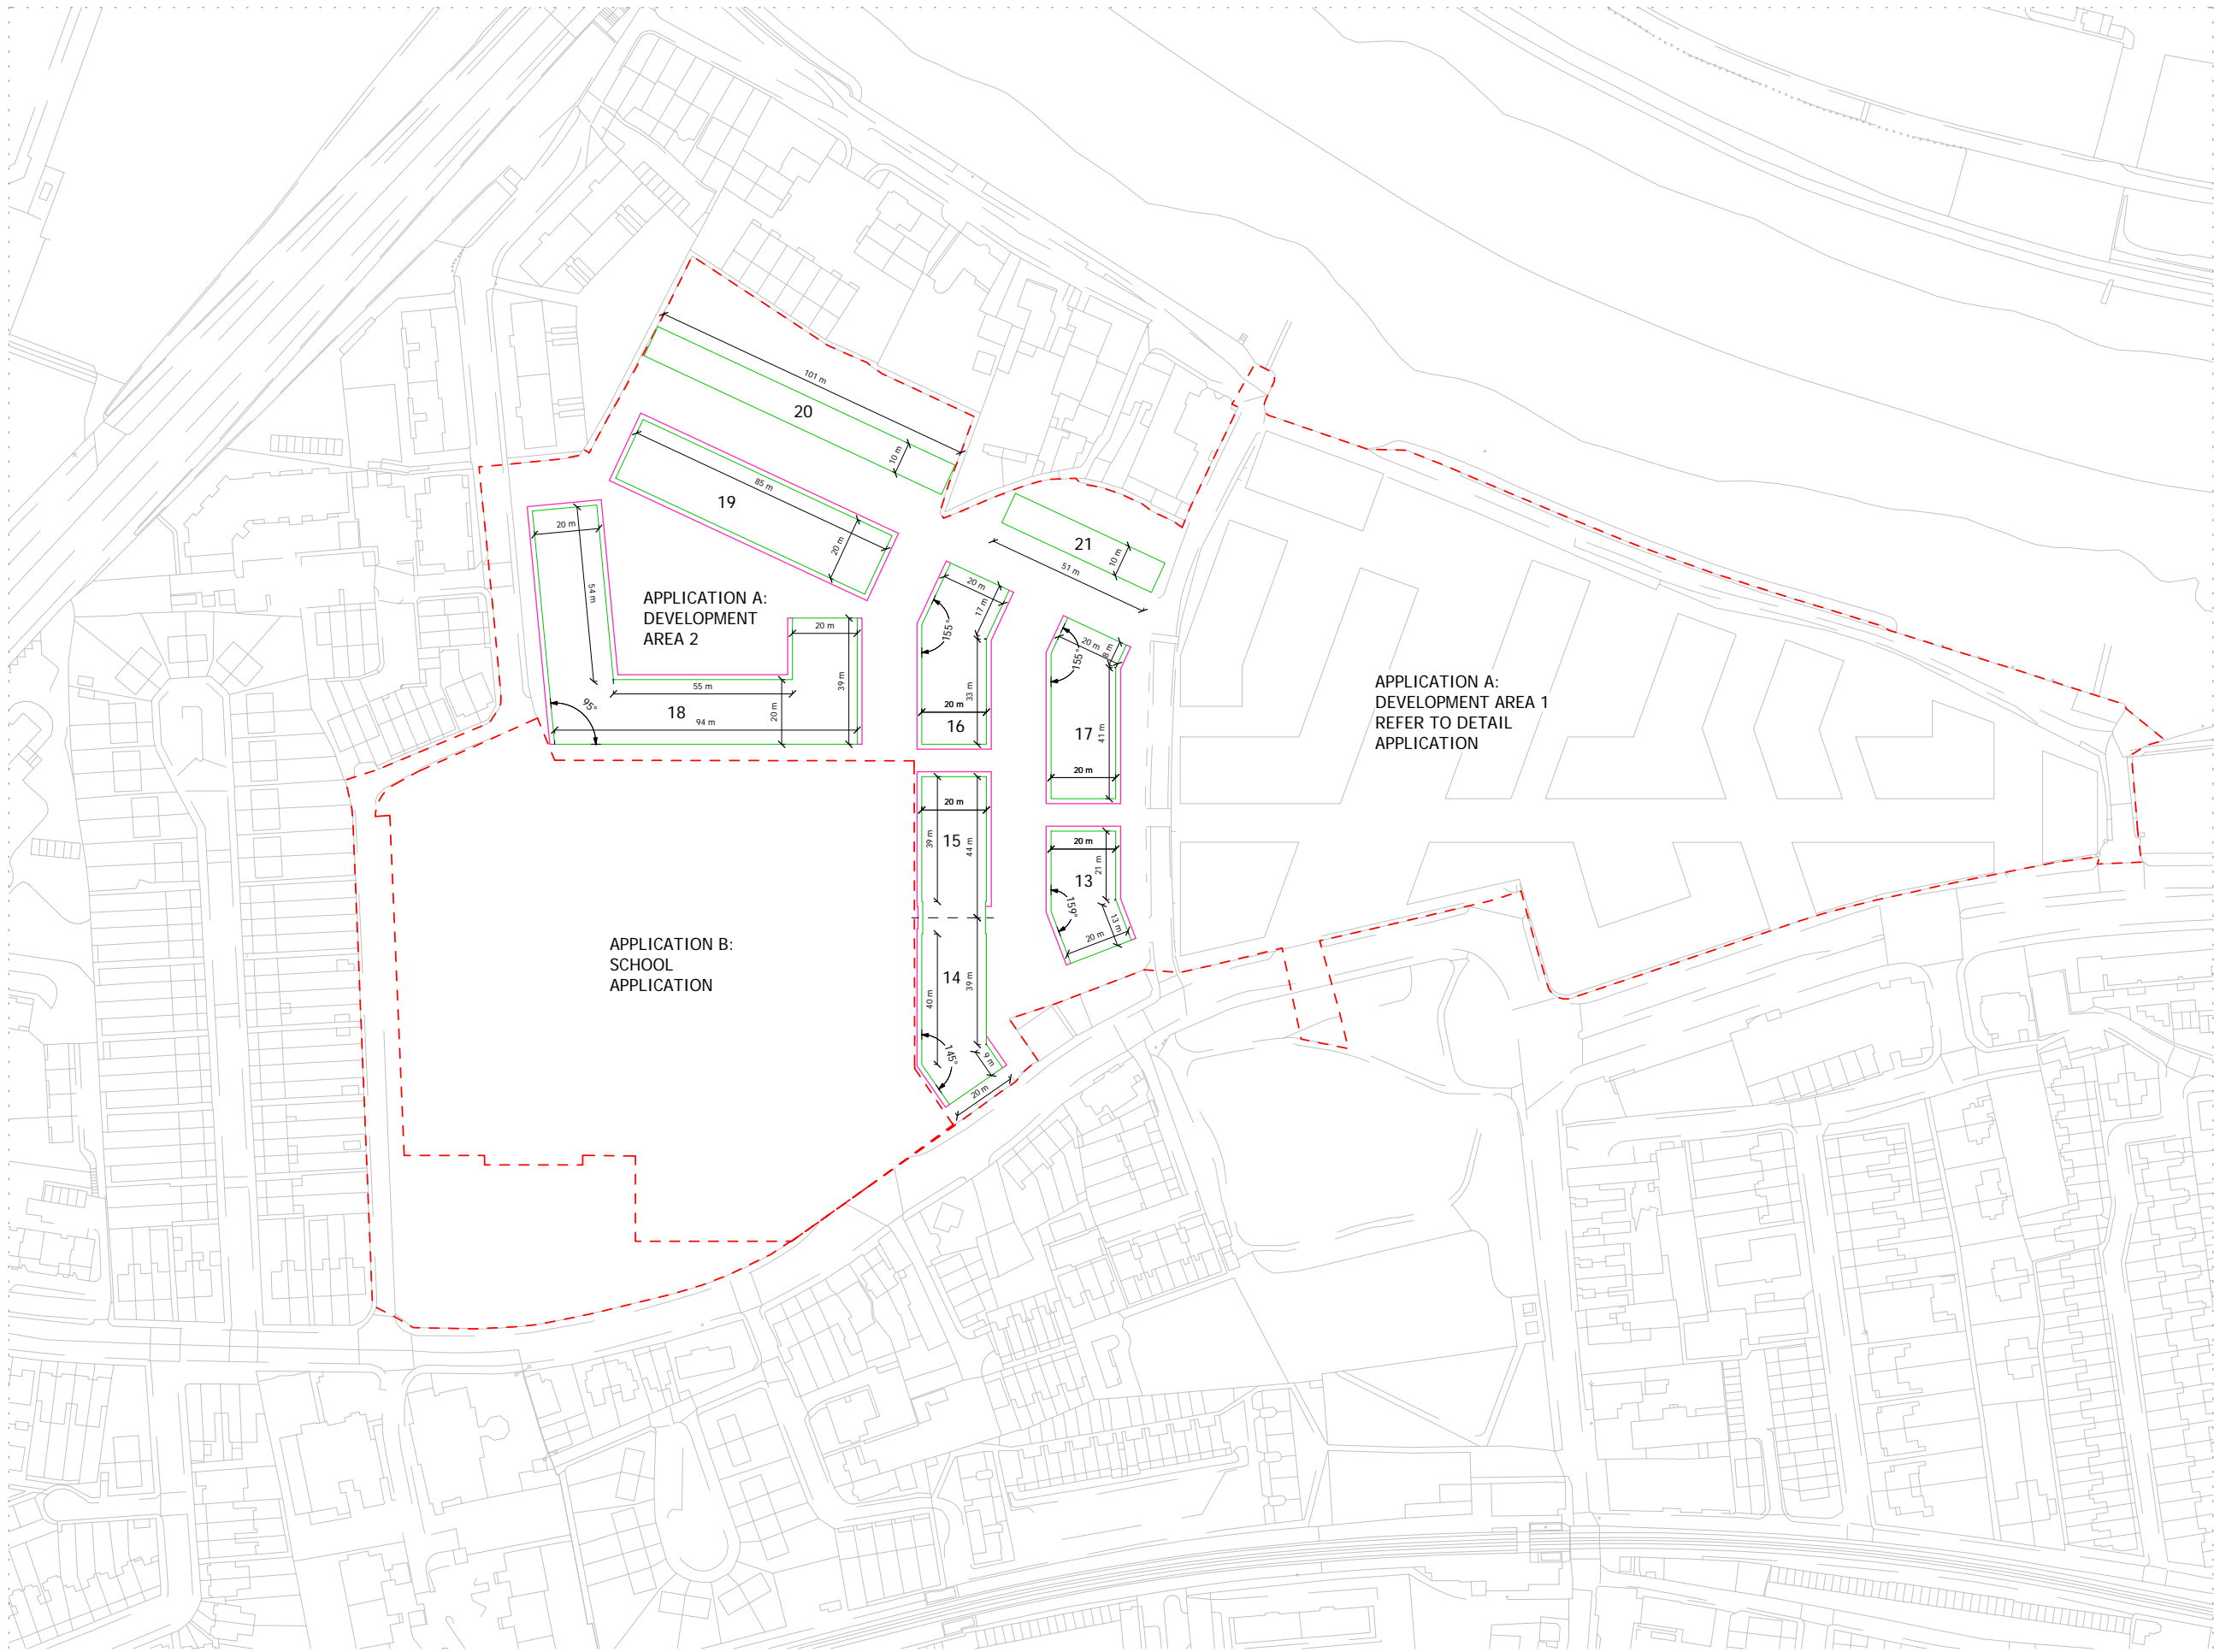 101 m
20
10 m
85 m
19
20 m
20 m
54 m
APPLICATION A:
DEVELOPMENT
AREA 2
20 m
39 m
55 m
20 m
18
94 m
95°
51 m
21
10 m
20 m
17 m
155°
33 m
20 m
16
20 m
8 m
155°
17
41 m
20 m
APPLICATION A:
DEVELOPMENT AREA 1
REFER TO DETAIL
APPLICATION
20 m
39 m
15
44 m
20 m
21 m
13
159°
13 m
20 m
APPLICATION B:
SCHOOL
APPLICATION
14
39 m
40 m
145°
9 m
20 m